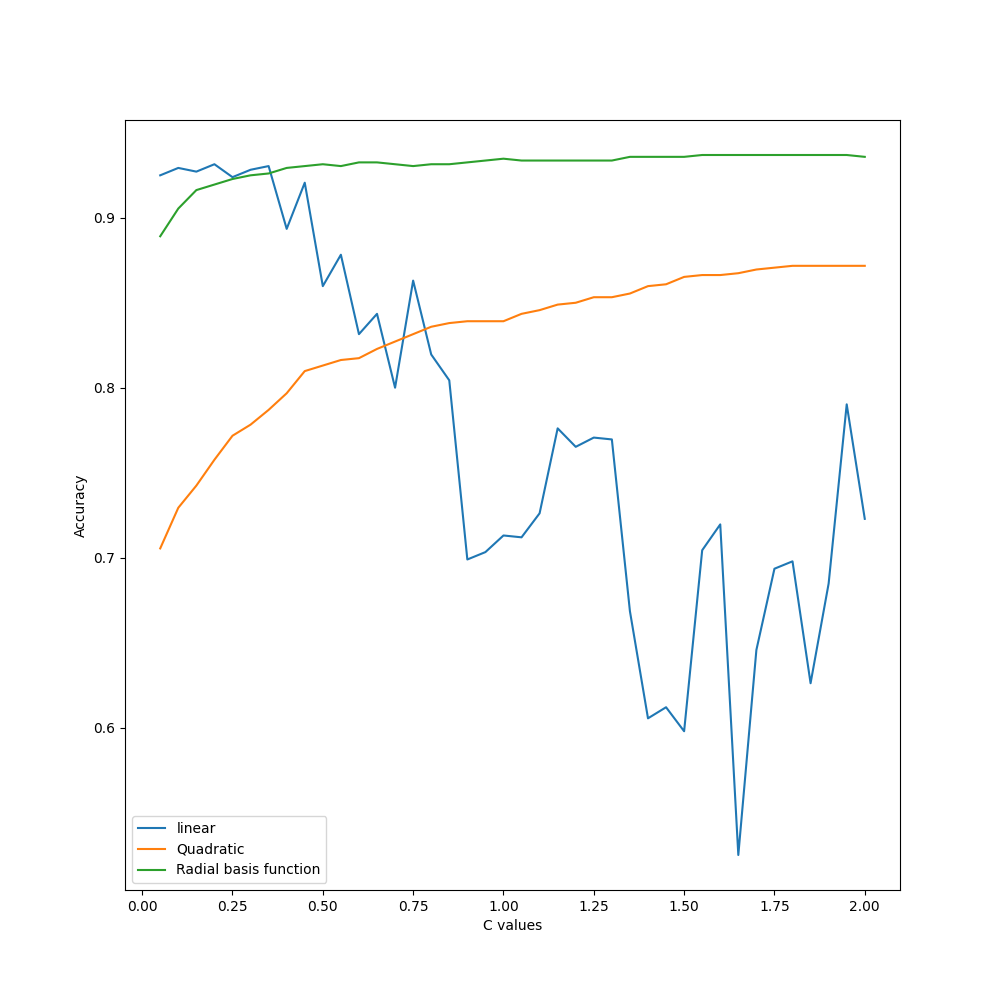 0.9
0.8
0.7
0.6
Accuracy
linear
Quadratic
Radial basis function
0.00 0.25 0.50 0.75 1.00 1.25 1.50 1.75 2.00
C values